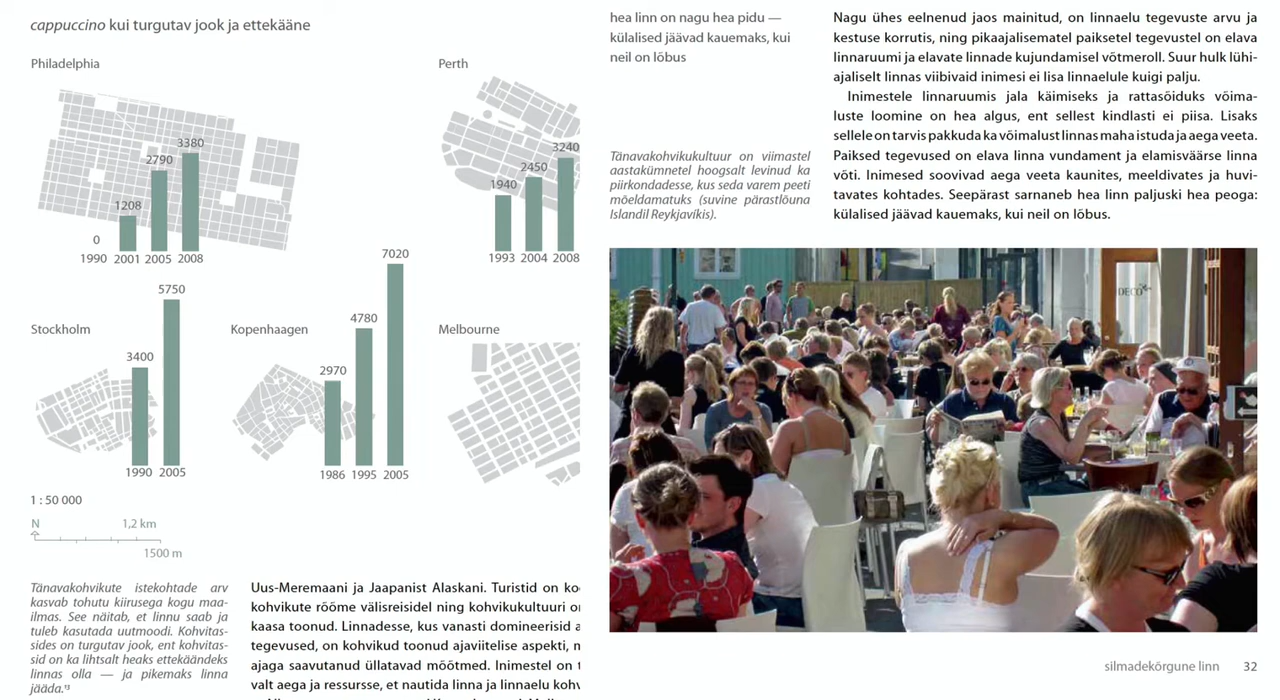 cappuccino kui turgutav jook ja ettekääne
Philadelphia
0
1208
2790
3380
1990 2001 2005 2008
Perth
1940
2450
3240
1993 2004 2008
Stockholm
3400
5750
1990 2005
Kopenhaagen
2970
4780
7020
1986 1995 2005
Melbourne
1 : 50 000
N
1,2 km
1500 m
Tänavakohvikute istekohtade arv
kasvab tohutu kiirusega kogu maa-
ilmas. See näitab, et linnu saab ja
tuleb kasutada uutmoodi. Kohvitas-
sides on turgutav jook, ent kohvitas-
sid on ka lihtsalt heaks ettekäändeks
linnas olla — ja pikemaks linna
jääda.¹³
Uus-Meremaani ja Jaapanist Alaskani. Turistid on
kohvikute rõõme välisreisidel ning kohvikukultuuri
kaasa toonud. Linnadesse, kus vanasti domineerisid
tegevused, on kohvikud toonud ajaviitelise aspekti,
ajaga saavutanud üllatavad mõõtmed. Inimestel on
valt aega ja ressursse, et nautida linna ja linnaelu
hea linn on nagu hea pidu —
külalised jäävad kauemaks, kui
neil on lõbus
Tänavakohvikukultuur on viimastel
aastakümnetel hoogsalt levinud ka
piirkondadesse, kus seda varem peeti
mõeldamatuks (suvine pärastlõuna
Islandil Reykjavíkis).
Nagu ühes eelnenud jaos mainitud, on linnaelu tegevuste arvu ja
kestuse korrutis, ning pikaajalisematel paiksetel tegevustel on elava
linnaruumi ja elavate linnade kujundamisel võtmeroll. Suur hulk lühi-
ajaliselt linnas viibivaid inimesi ei lisa linnaelule kuigi palju.
Inimestele linnaruumis jala käimiseks ja rattasõiduks võima-
luste loomine on hea algus, ent sellest kindlasti ei piisa. Lisaks
sellele on tarvis pakkuda ka võimalust linnas maha istuda ja aega veeta.
Paiksed tegevused on elava linna vundament ja elamisväärse linna
võti. Inimesed soovivad aega veeta kaunites, meeldivates ja huvi-
tavates kohtades. Seepärast sarnaneb hea linn paljuski hea peoga:
külalised jäävad kauemaks, kui neil on lõbus.
DECO
silmadekõrgune linn 32